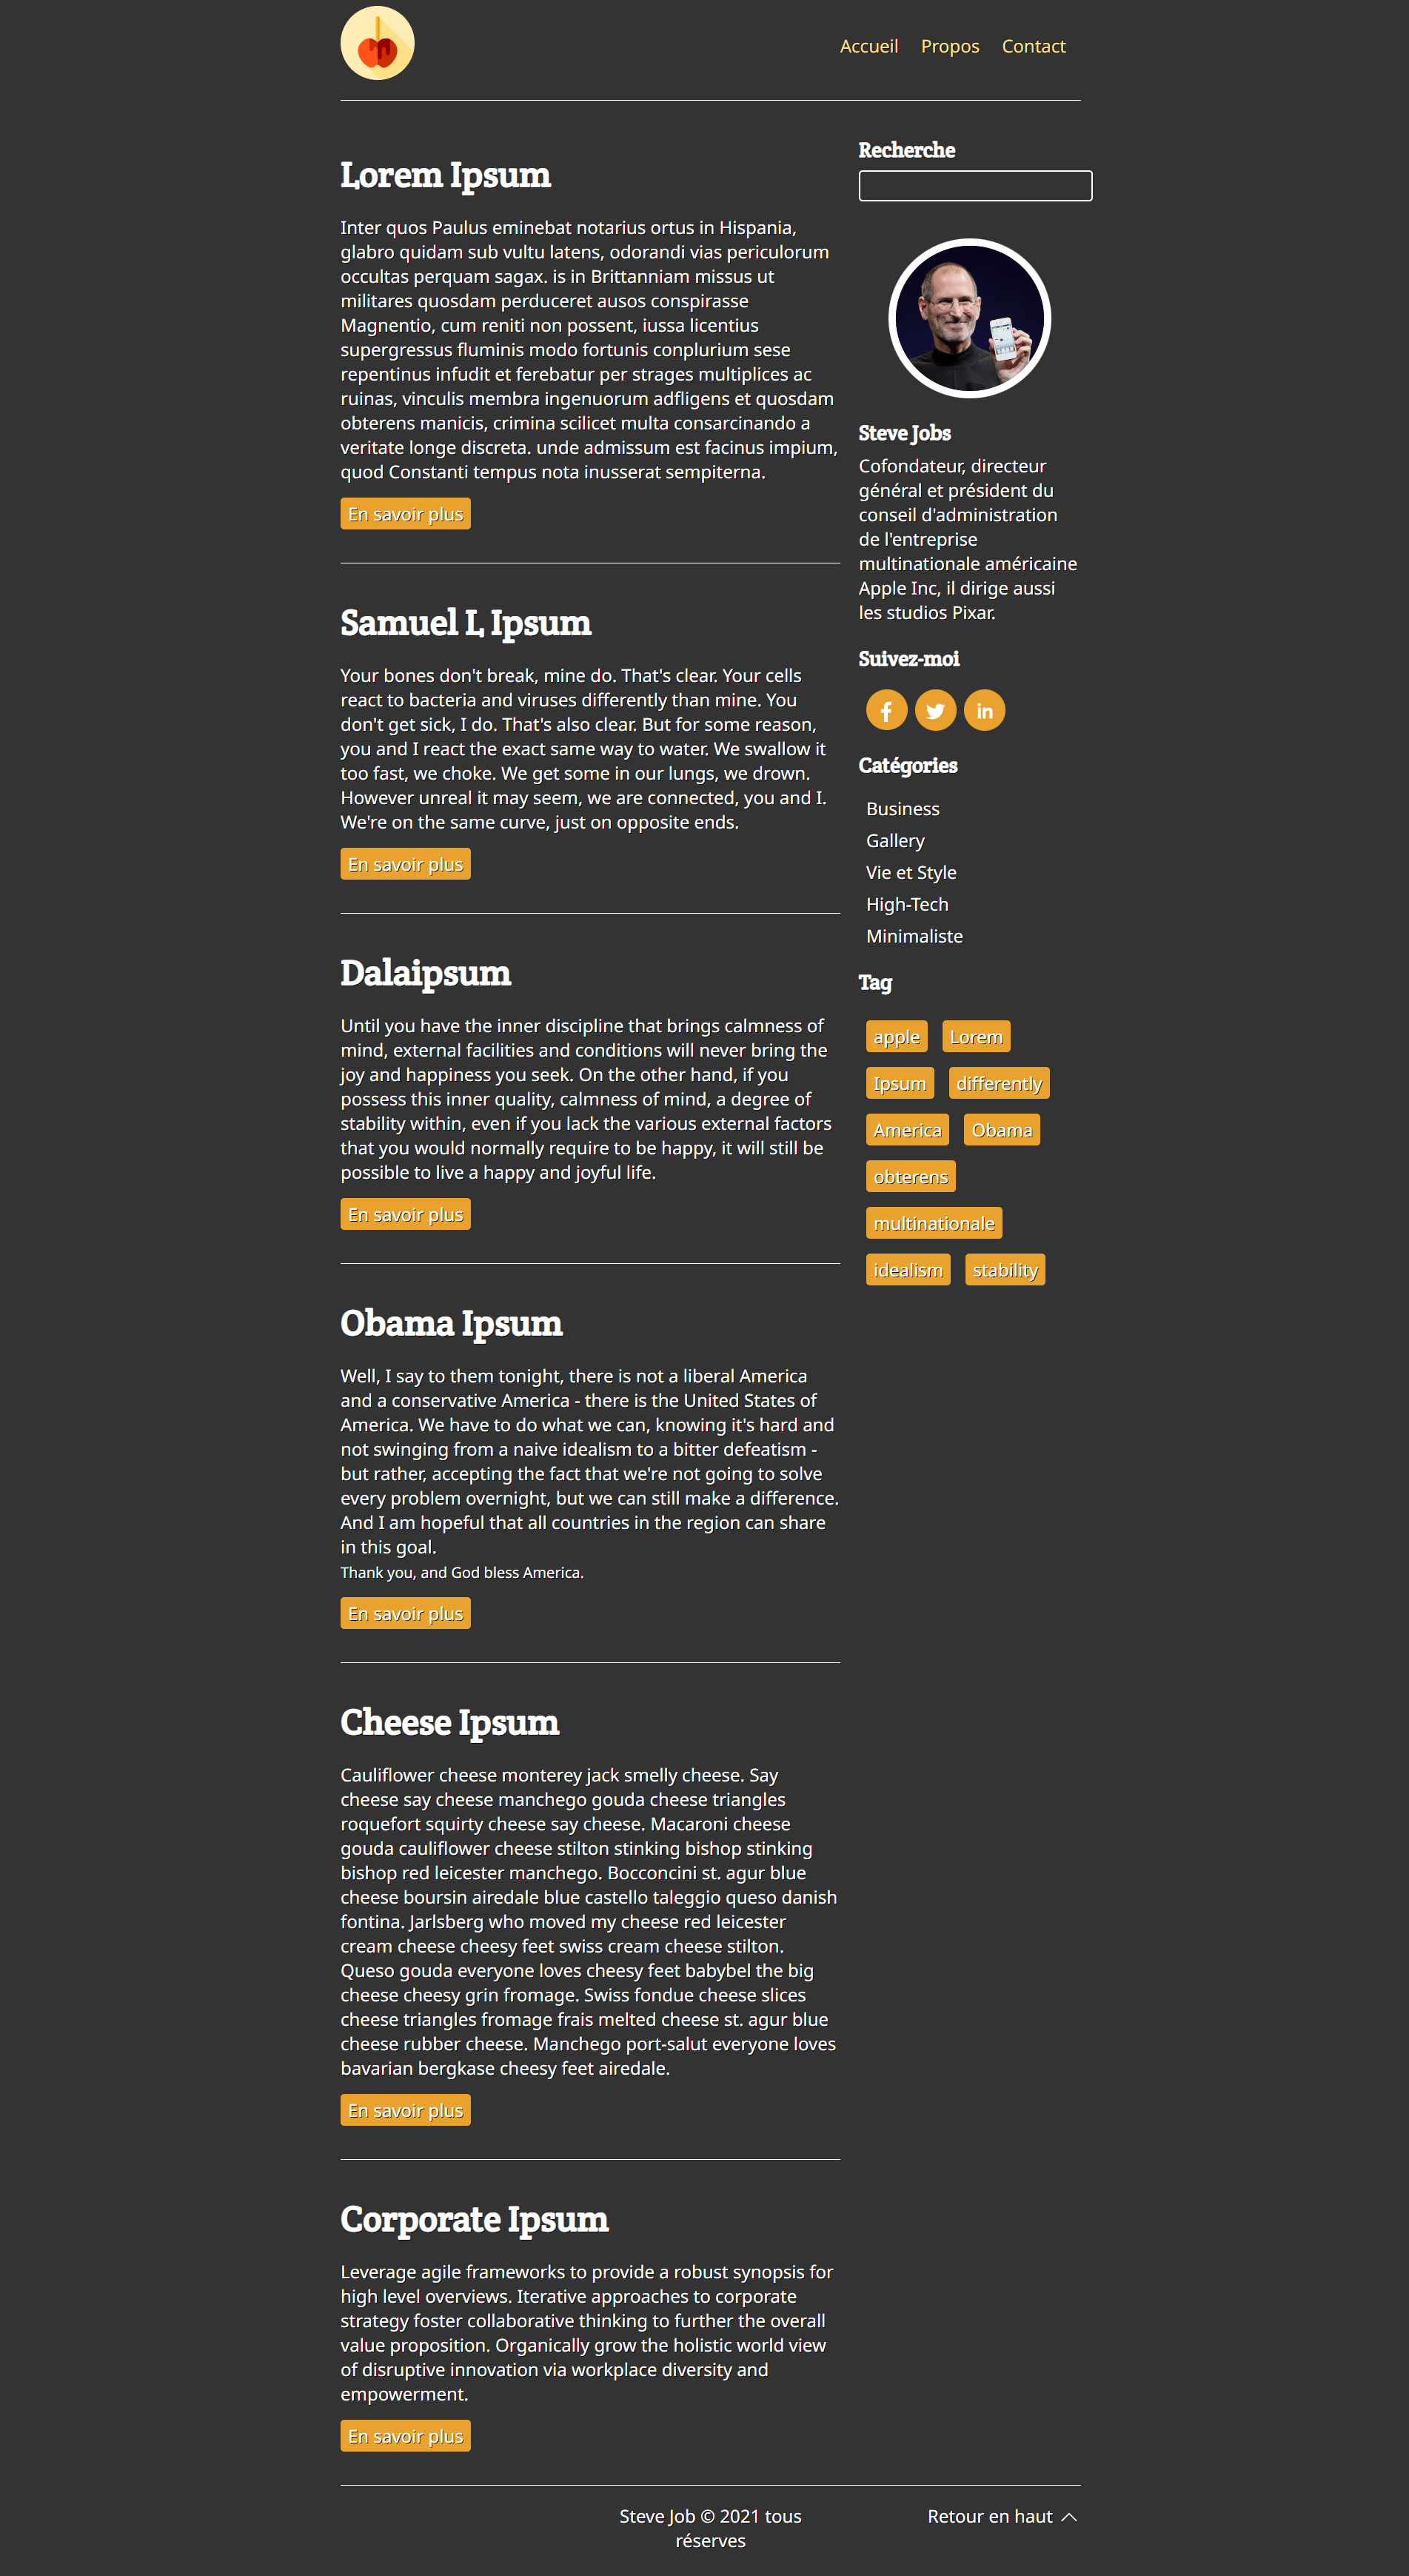 Accueil Propos Contact
Lorem Ipsum
Inter quos Paulus eminebat notarius ortus in Hispania,
glabro quidam sub vultu latens, odorandi vias periculorum
occultas perquam sagax. is in Brittanniam missus ut
militares quosdam perduceret ausos conspirasse
Magnentio, cum reniti non possent, iussa licentius
supergressus fluminis modo fortunis conplurium sese
repentinus infudit et ferebatur per strages multiplices ac
ruinas, vinculis membra ingenuorum adfligens et quosdam
obterens manicis, crimina scilicet multa consarcinando a
veritate longe discreta. unde admissum est facinus impium,
quod Constanti tempus nota inusserat sempiterna.
En savoir plus
Samuel L Ipsum
Your bones don't break, mine do. That's clear. Your cells
react to bacteria and viruses differently than mine. You
don't get sick, I do. That's also clear. But for some reason,
you and I react the exact same way to water. We swallow it
too fast, we choke. We get some in our lungs, we drown.
However unreal it may seem, we are connected, you and I.
We're on the same curve, just on opposite ends.
En savoir plus
Dalaipsum
Until you have the inner discipline that brings calmness of
mind, external facilities and conditions will never bring the
joy and happiness you seek. On the other hand, if you
possess this inner quality, calmness of mind, a degree of
stability within, even if you lack the various external factors
that you would normally require to be happy, it will still be
possible to live a happy and joyful life.
En savoir plus
Obama Ipsum
Well, I say to them tonight, there is not a liberal America
and a conservative America - there is the United States of
America. We have to do what we can, knowing it's hard and
not swinging from a naive idealism to a bitter defeatism -
but rather, accepting the fact that we're not going to solve
every problem overnight, but we can still make a difference.
And I am hopeful that all countries in the region can share
in this goal.
Thank you, and God bless America.
En savoir plus
Cheese Ipsum
Cauliflower cheese monterey jack smelly cheese. Say
cheese say cheese manchego gouda cheese triangles
roquefort squirty cheese say cheese. Macaroni cheese
gouda cauliflower cheese stilton stinking bishop stinking
bishop red leicester manchego. Bocconcini st. agur blue
cheese boursin airedale blue castello taleggio queso danish
fontina. Jarlsberg who moved my cheese red leicester
cream cheese cheesy feet swiss cream cheese stilton.
Queso gouda everyone loves cheesy feet babybel the big
cheese cheesy grin fromage. Swiss fondue cheese slices
cheese triangles fromage frais melted cheese st. agur blue
cheese rubber cheese. Manchego port-salut everyone loves
bavarian bergkase cheesy feet airedale.
En savoir plus
Corporate Ipsum
Leverage agile frameworks to provide a robust synopsis for
high level overviews. Iterative approaches to corporate
strategy foster collaborative thinking to further the overall
value proposition. Organically grow the holistic world view
of disruptive innovation via workplace diversity and
empowerment.
En savoir plus
Recherche
Steve Jobs
Cofondateur, directeur
général et président du
conseil d'administration
de l'entreprise
multinationale américaine
Apple Inc, il dirige aussi
les studios Pixar.
Suivez-moi
Catégories
Business
Gallery
Vie et Style
High-Tech
Minimaliste
Tag
apple Lorem
Ipsum differently
America Obama
obterens
multinationale
idealism stability
Steve Job © 2021 tous
réserves
Retour en haut